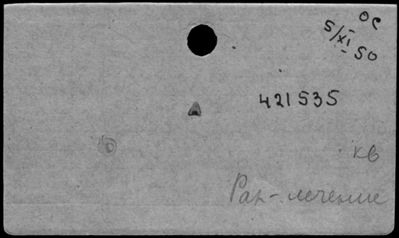 ОС
5/XI 50
421535
А
кв
Рак-лечение